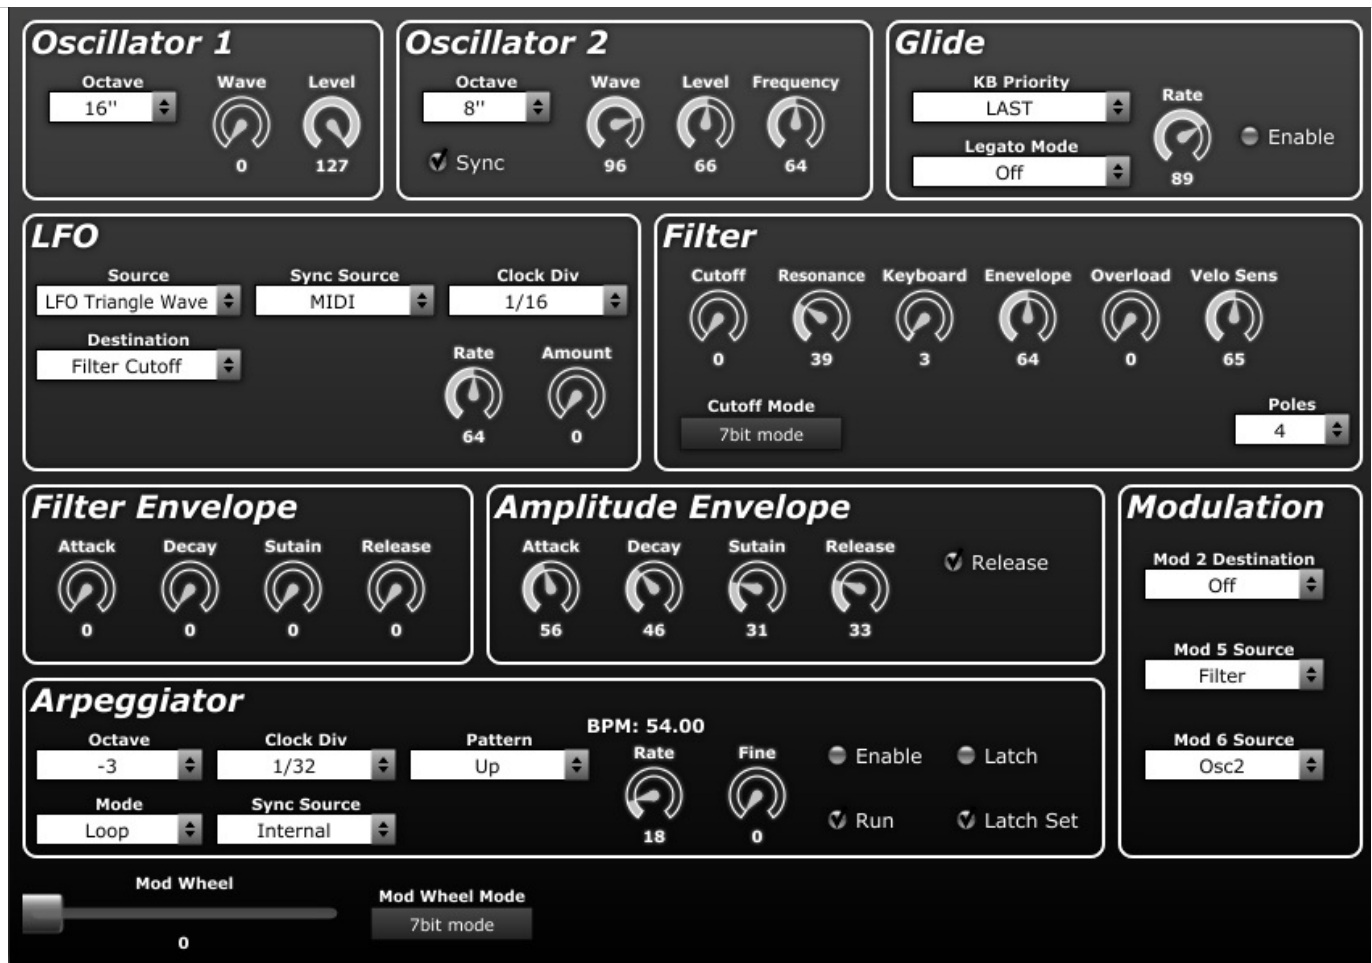 Oscillator 1
Octave Wave Level
16''
0 127
Oscillator 2
Octave Wave Level Frequency
8''
Sync
96 66 64
Glide
KB Priority
LAST
Rate
Enable
Legato Mode
Off
89
LFO
Source Sync Source Clock Div
LFO Triangle Wave MIDI 1/16
Destination
Filter Cutoff
Rate Amount
64 0
Filter
Cutoff Resonance Keyboard Enevelope Overload Velo Sens
0 39 3 64 0 65
Cutoff Mode
7bit mode
Poles
4
Filter Envelope
Attack Decay Sutain Release
0 0 0 0
Amplitude Envelope
Attack Decay Sutain Release
Release
56 46 31 33
Modulation
Mod 2 Destination
Off
Mod 5 Source
Filter
Mod 6 Source
Osc2
Arpeggiator
BPM: 54.00
Octave Clock Div Pattern Rate Fine
-3 1/32 Up
Enable Latch
Mode Sync Source
Loop Internal
18 0
Run Latch Set
Mod Wheel
0
Mod Wheel Mode
7bit mode